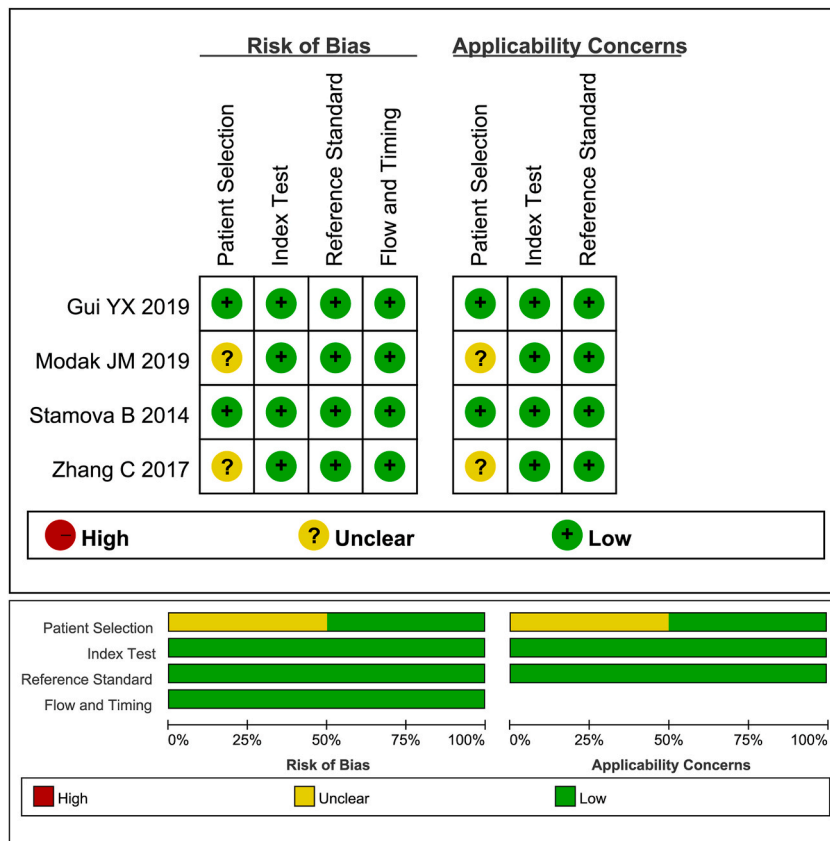 Risk of Bias Applicability Concerns
Patient Selection
Index Test
Reference Standard
Flow and Timing
Patient Selection
Index Test
Reference Standard
Gui YX 2019 + + + + + + +
Modak JM 2019 ? + + + ? + +
Stamova B 2014 + + + + + + +
Zhang C 2017 ? + + + ? + +
– High ? Unclear + Low
Patient Selection
Index Test
Reference Standard
Flow and Timing
0% 25% 50% 75% 100% 0% 25% 50% 75% 100%
Risk of Bias Applicability Concerns
High Unclear Low